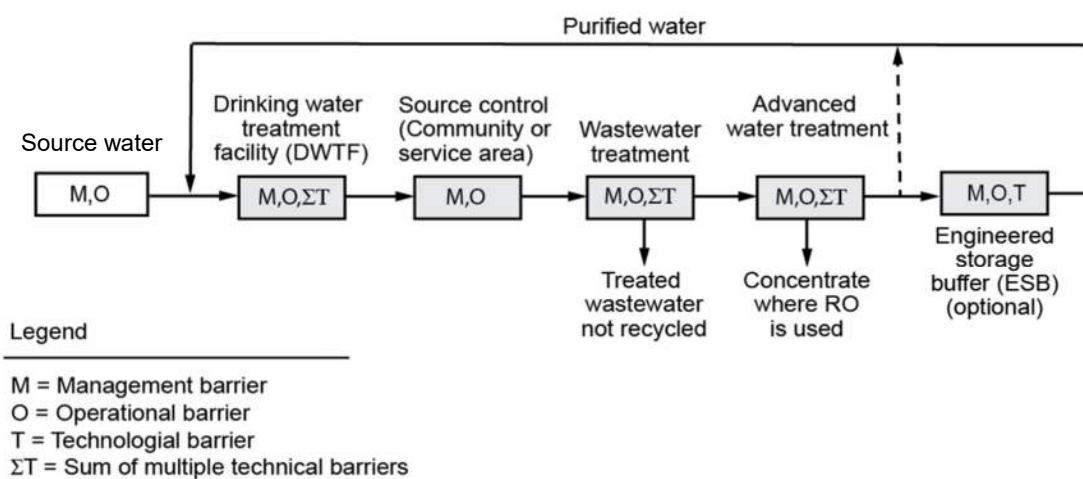 Purified water
Source water
Drinking water
treatment
facility (DWTF)
Source control
(Community or
service area)
Wastewater
treatment
Advanced
water treatment
M,O
M,O,ΣT
M,O
M,O,ΣT
M,O,ΣT
M,O,T
Treated
wastewater
not recycled
Concentrate
where RO
is used
Engineered
storage
buffer (ESB)
(optional)
Legend
M = Management barrier
O = Operational barrier
T = Technologial barrier
ΣT = Sum of multiple technical barriers